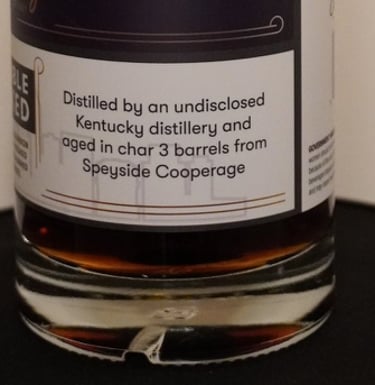 Distilled by an undisclosed
Kentucky distillery and
aged in char 3 barrels from
Speyside Cooperage